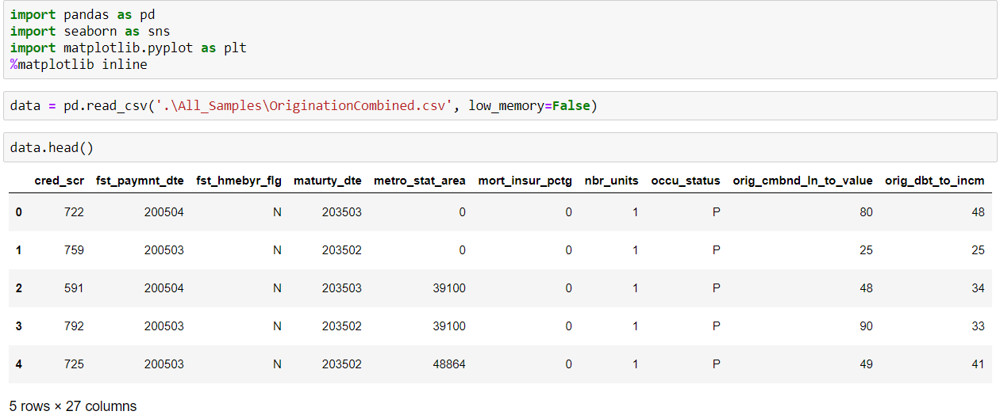 import pandas as pd
import seaborn as sns
import matplotlib.pyplot as plt
%matplotlib inline
data = pd.read_csv('.\All_Samples\OriginationCombined.csv', low_memory=False)
data.head()
cred_scr fst_paymnt_dte fst_hmebyr_flg maturty_dte metro_stat_area mort_insur_pctg nbr_units occu_status orig_cmbnd_ln_to_value orig_dbt_to_incm
0 722 200504 N 203503 0 0 1 P 80 48
1 759 200503 N 203502 0 0 1 P 25 25
2 591 200504 N 203503 39100 0 1 P 48 34
3 792 200503 N 203502 39100 0 1 P 90 33
4 725 200503 N 203502 48864 0 1 P 49 41
5 rows × 27 columns